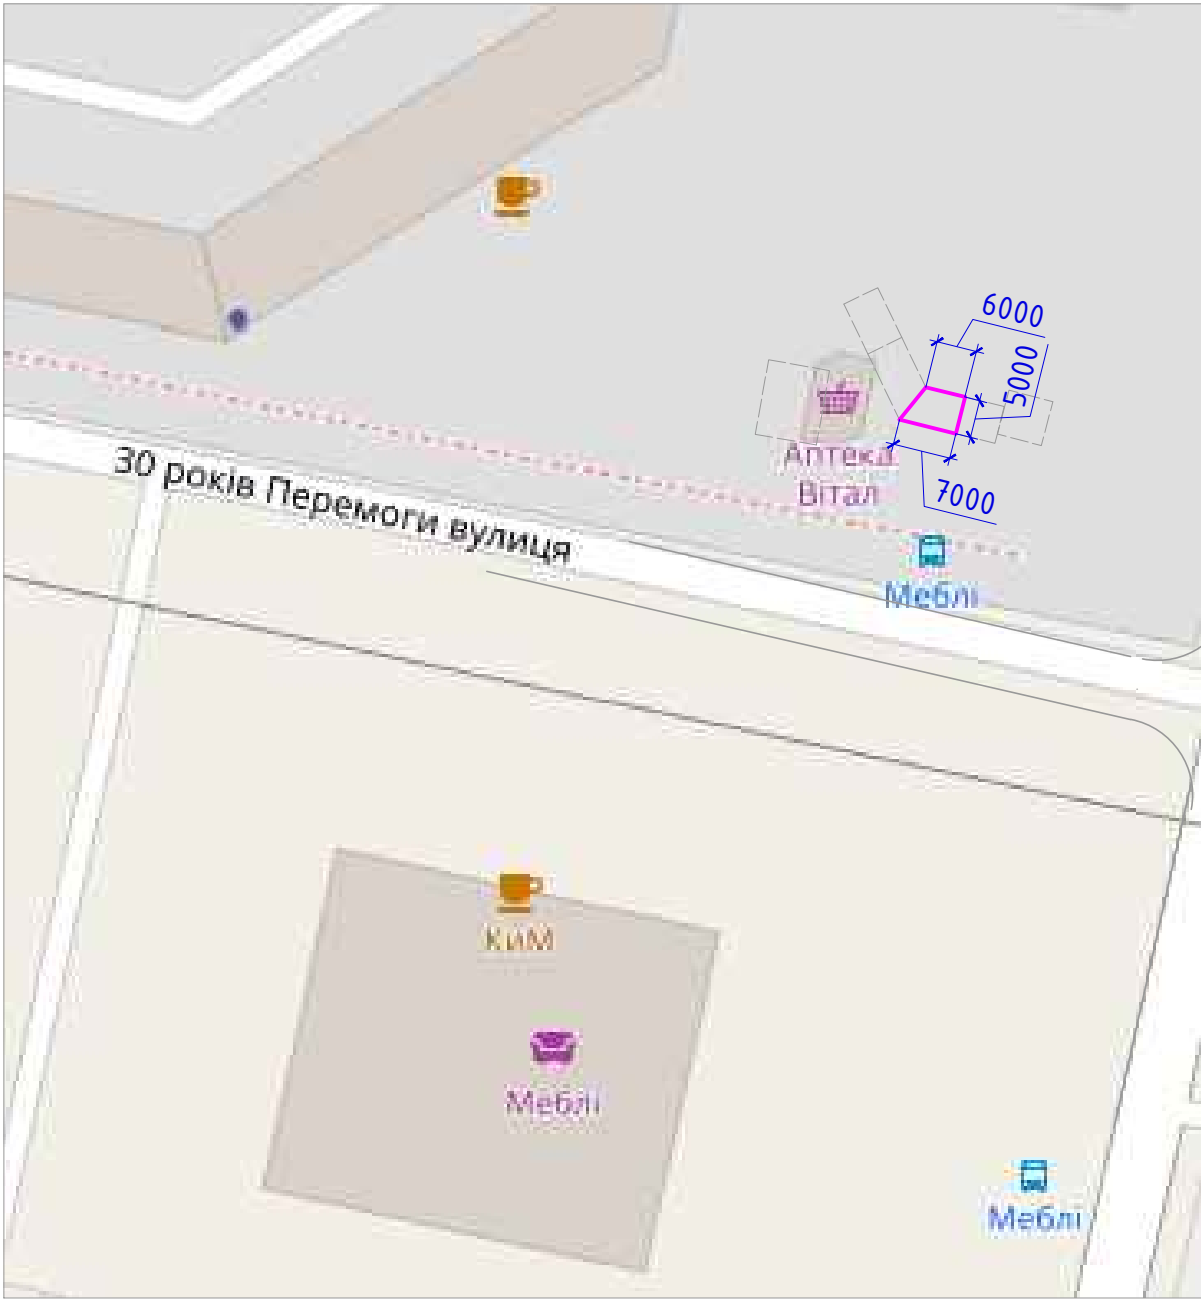 6000
5000
Аптека
Вітал
7000
30 років Перемоги вулиця
Меблі
КиМ
Меблі
Меблі